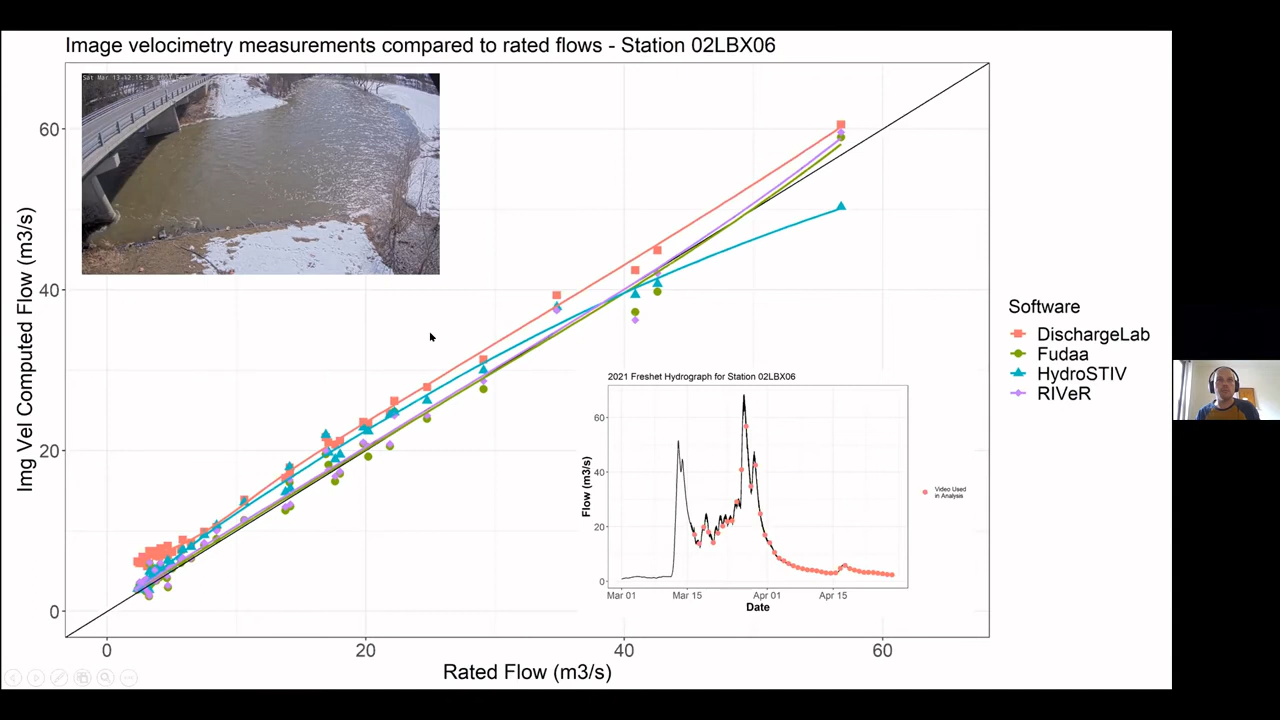 Image velocimetry measurements compared to rated flows - Station 02LBX06
60
40
20
0
Img Vel Computed Flow (m3/s)
0
20
40
60
Rated Flow (m3/s)
Software
DischargeLab
Fudaa
HydroSTIV
RIVeR
2021 Freshet Hydrograph for Station 02LBX06
60
40
20
0
Flow (m3/s)
Mar 01
Mar 15
Apr 01
Apr 15
Date
Video Used
in Analysis